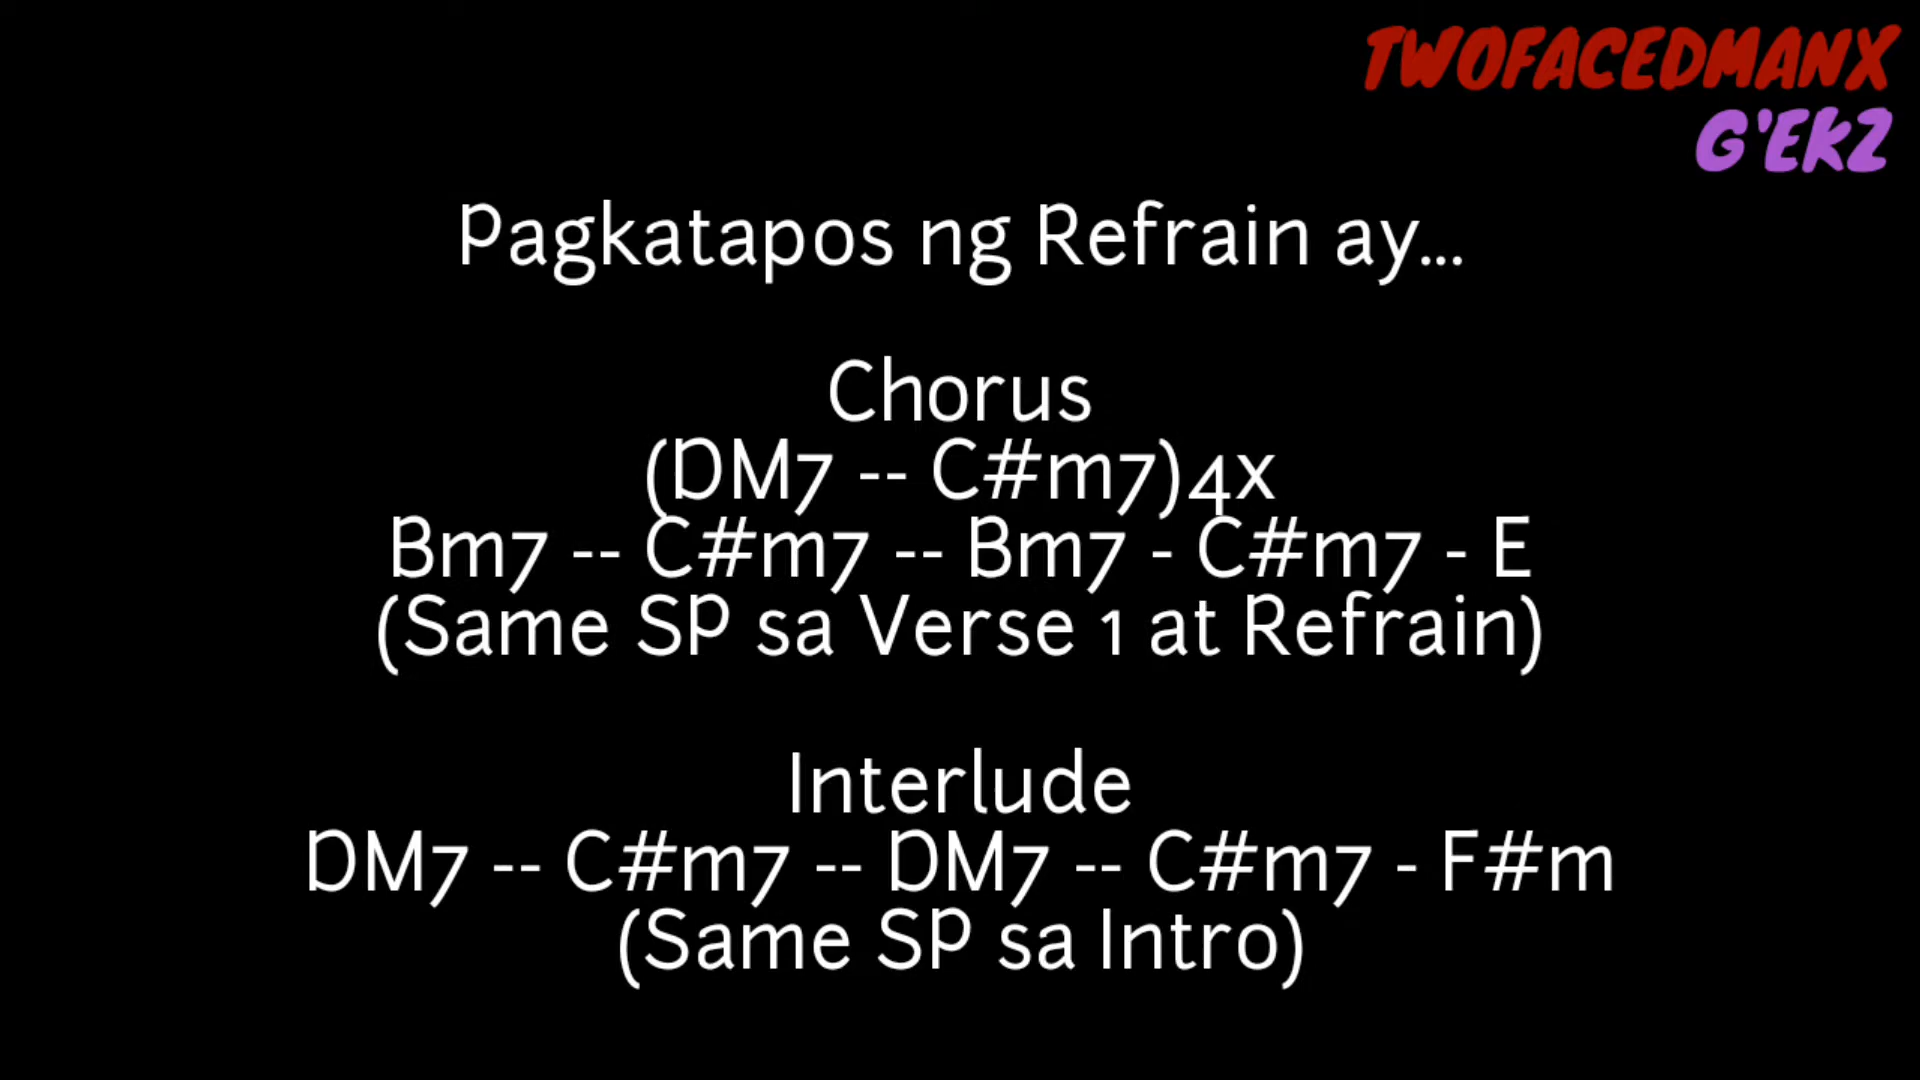 TWOFACEDMANX
G'EKZ
Pagkatapos ng Refrain ay...
Chorus
(DM7 -- C#m7)4x
Bm7 -- C#m7 -- Bm7 - C#m7 - E
(Same SP sa Verse 1 at Refrain)
Interlude
DM7 -- C#m7 -- DM7 -- C#m7 - F#m
(Same SP sa Intro)